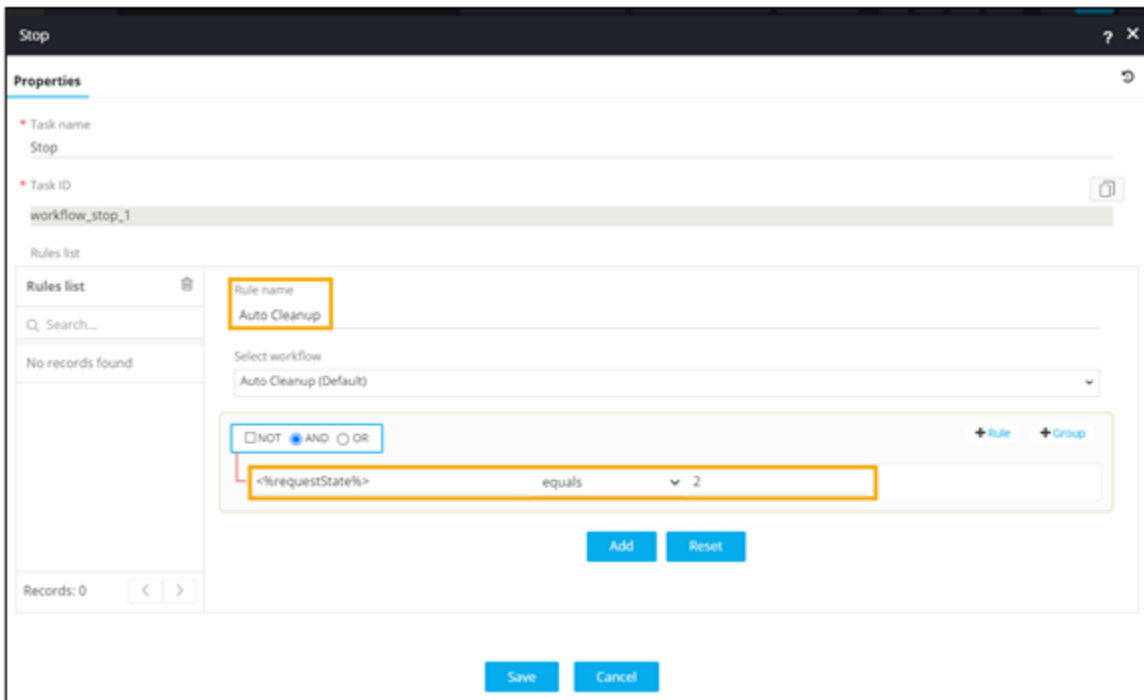 Stop
?
Properties
* Task name
Stop
* Task ID
workflow_stop_1
Rules list
Rules list
Search...
No records found
Records: 0
Rule name
Auto Cleanup
Select workflow
Auto Cleanup (Default)
NOT AND OR
+Rule +Group
<%requestState%> equals 2
Add Reset
Save Cancel